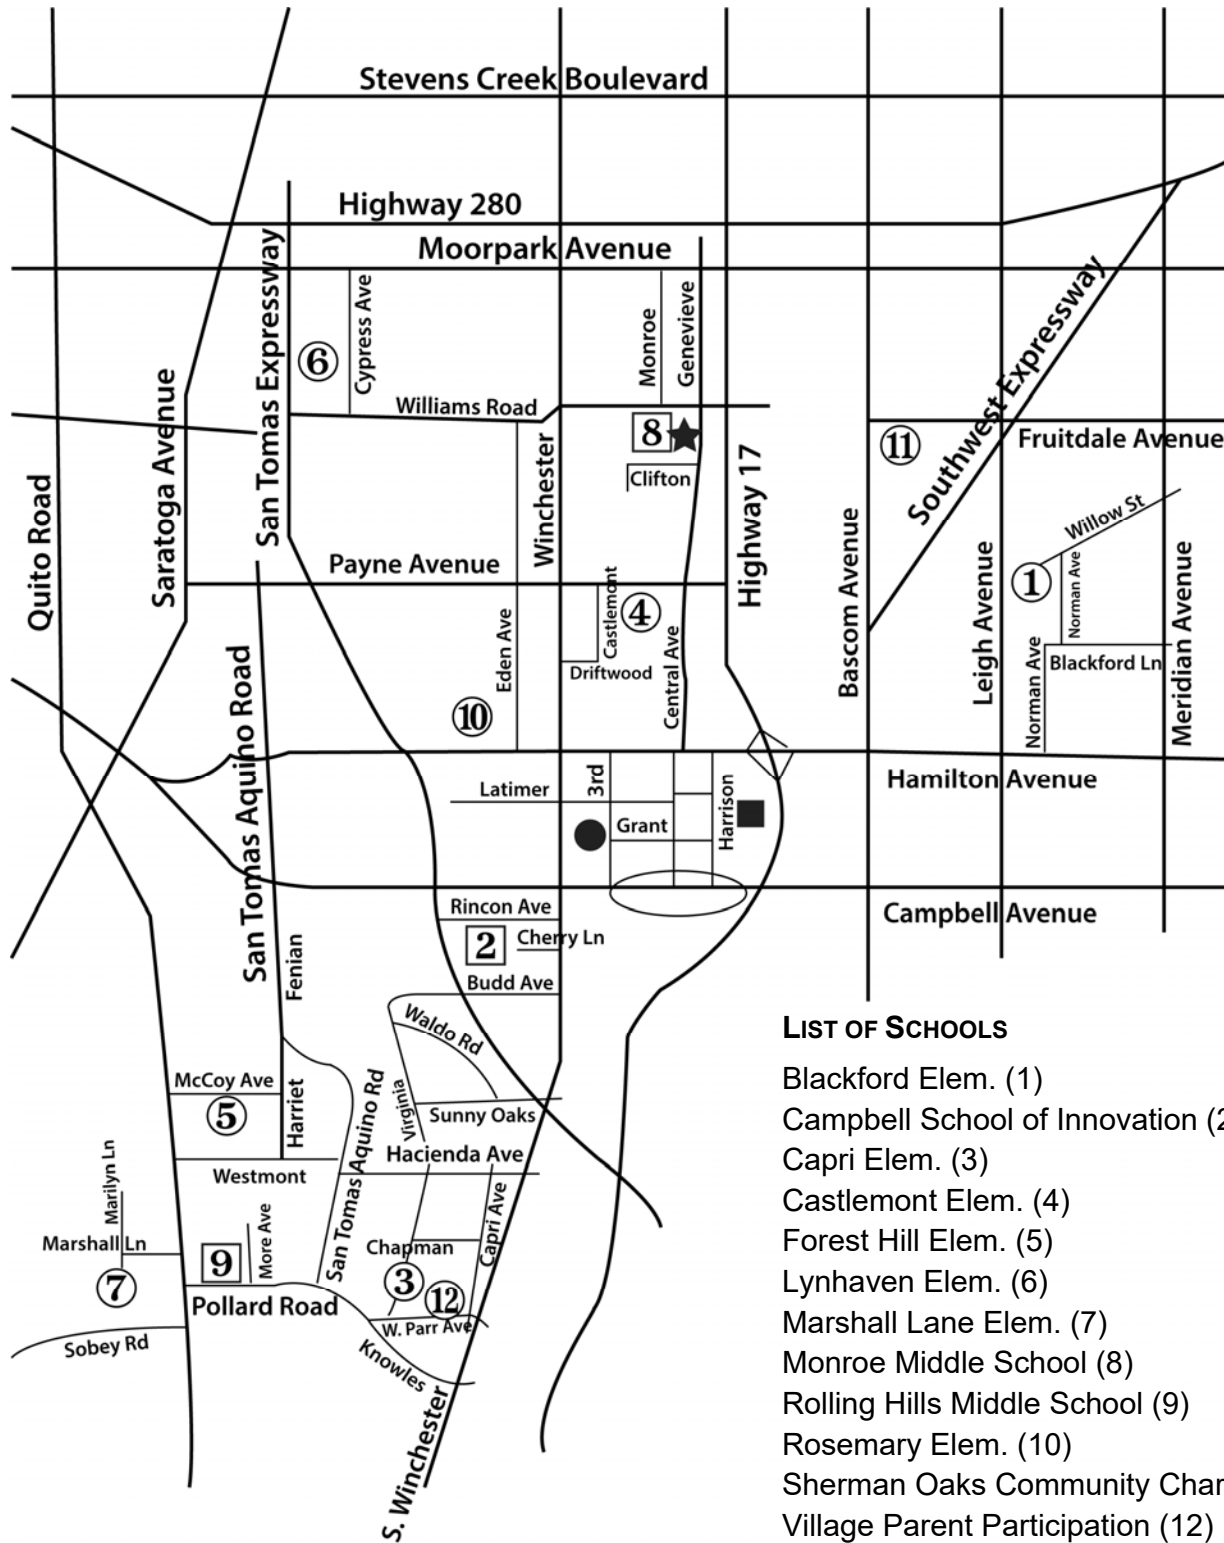 Stevens Creek Boulevard
Highway 280
Moorpark Avenue
San Tomas Expressway
Cypress Ave
Monroe
Genevieve
6
Saratoga Avenue
Williams Road
8
Clifton
Winchester
Highway 17
11
Southwest Expressway
Fruitdale Avenue
Quito Road
Willow St
Payne Avenue
Bascom Avenue
Leigh Avenue
1
Norman Ave
Meridian Avenue
Castlemont
4
Eden Ave
Driftwood
Central Ave
Norman Ave
Blackford Ln
10
San Tomas Aquino Road
Hamilton Avenue
Latimer
3rd
Grant
Harrison
Campbell Avenue
Rincon Ave
2
Cherry Ln
Fenian
Budd Ave
Waldo Rd
McCoy Ave
5
Harriet
San Tomas Aquino Rd
Virginia
Sunny Oaks
Hacienda Ave
Westmont
Marilyn Ln
Marshall Ln
7
9
More Ave
Chapman
Capri Ave
3
12
Pollard Road
W. Parr Ave
Sobey Rd
Knowles
S. Winchester
LIST OF SCHOOLS
Blackford Elem. (1)
Campbell School of Innovation (2
Capri Elem. (3)
Castlemont Elem. (4)
Forest Hill Elem. (5)
Lynhaven Elem. (6)
Marshall Lane Elem. (7)
Monroe Middle School (8)
Rolling Hills Middle School (9)
Rosemary Elem. (10)
Sherman Oaks Community Char
Village Parent Participation (12)